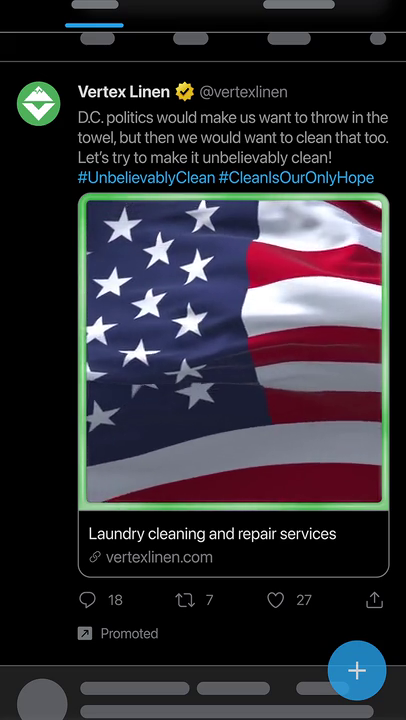 Vertex Linen @vertexlinen
D.C. politics would make us want to throw in the
towel, but then we would want to clean that too.
Let's try to make it unbelievably clean!
#UnbelievablyClean #CleanIsOurOnlyHope
Laundry cleaning and repair services
vertexlinen.com
18 7 27
Promoted